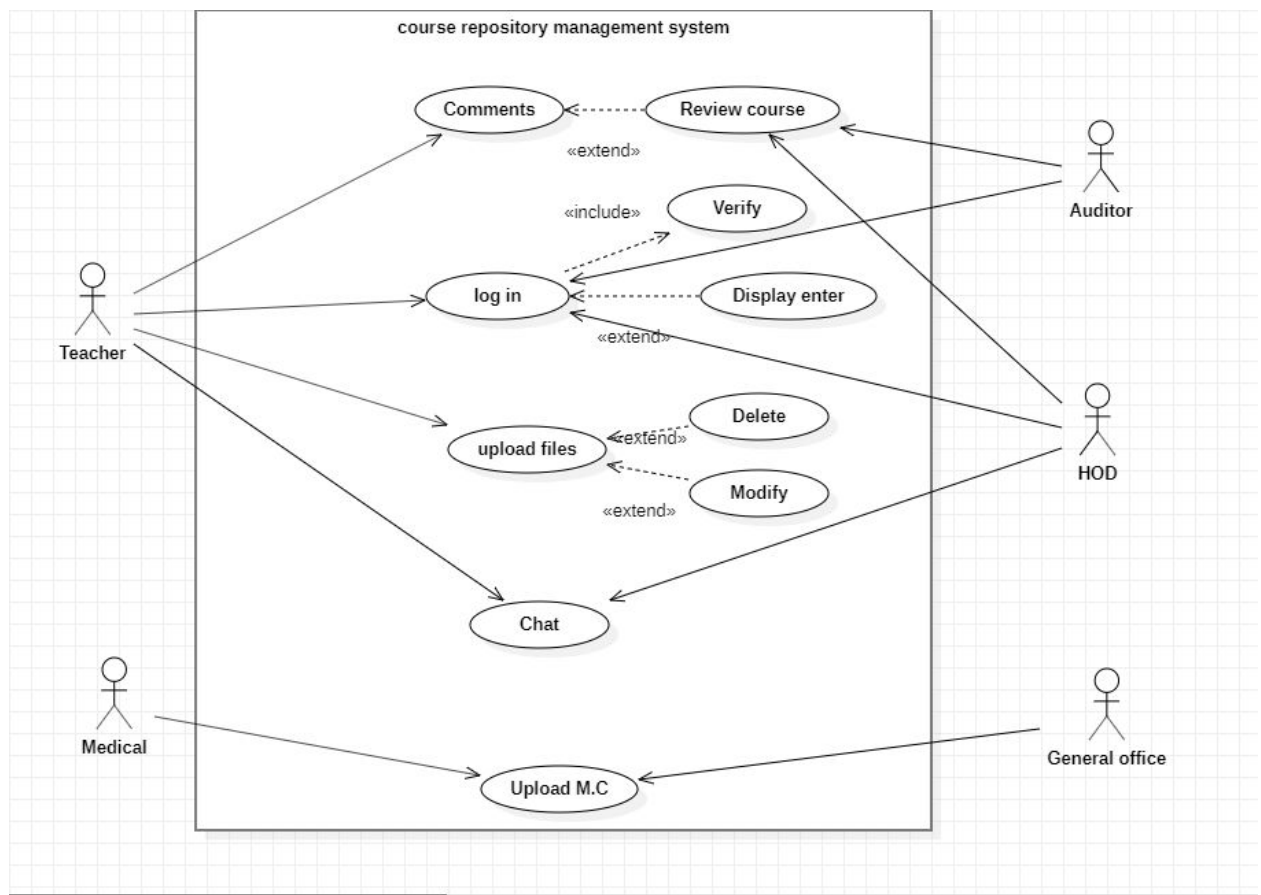 course repository management system
Comments
Review course
«extend»
Auditor
«include»
Verify
log in
Display enter
«extend»
Teacher
Delete
«extend»
upload files
HOD
Modify
«extend»
Chat
Medical
General office
Upload M.C